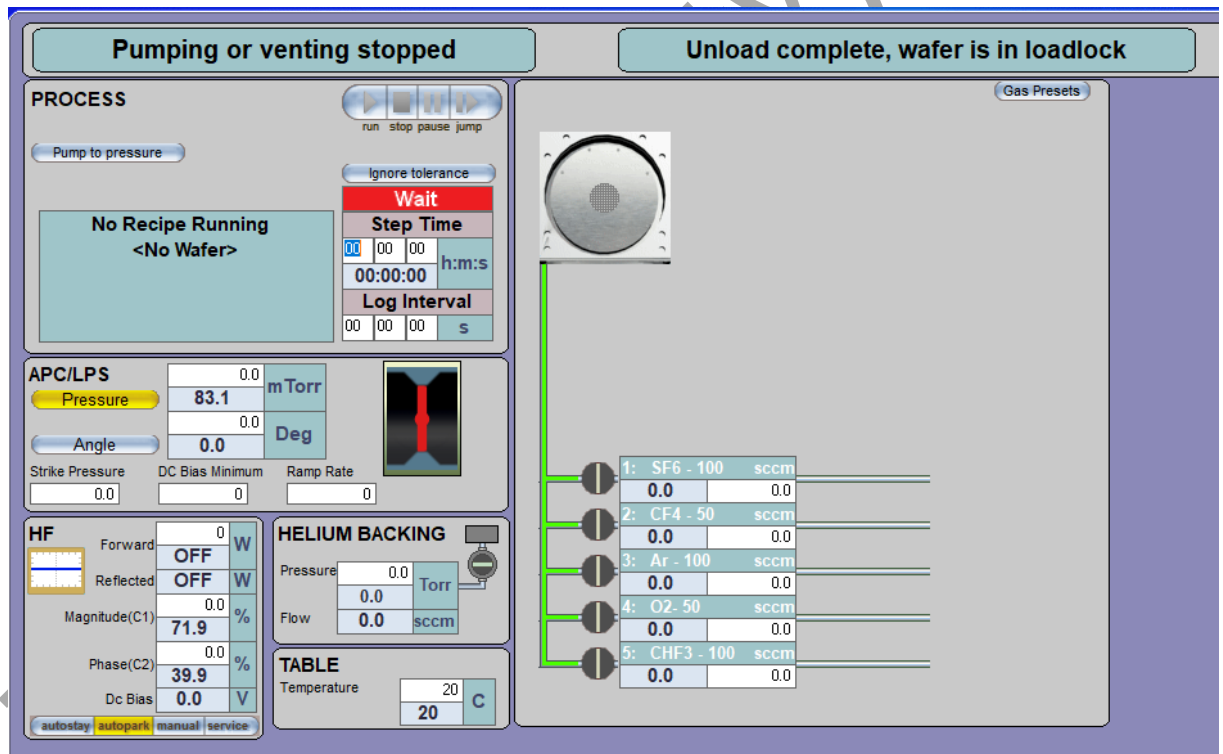 Pumping or venting stopped
Unload complete, wafer is in loadlock
PROCESS
run stop pause jump
Pump to pressure
Ignore tolerance
Wait
No Recipe Running
<No Wafer>
Step Time
00 00 00
00:00:00 h:m:s
Log Interval
00 00 00 s
APC/LPS
Pressure
0.0
83.1
mTorr
Angle
0.0
0.0
Deg
Strike Pressure DC Bias Minimum Ramp Rate
0.0 0 0
HF
Forward 0 W
OFF
Reflected OFF W
Magnitude(C1) 0.0 %
71.9
Phase(C2) 0.0 %
39.9
Dc Bias 0.0 V
autostay autopark manual service
HELIUM BACKING
Pressure 0.0 Torr
0.0
Flow 0.0 sccm
TABLE
Temperature 20 C
20
Gas Presets
1: SF6 - 100 sccm
0.0 0.0
2: CF4 - 50 sccm
0.0 0.0
3: Ar - 100 sccm
0.0 0.0
4: O2- 50 sccm
0.0 0.0
5: CHF3 - 100 sccm
0.0 0.0